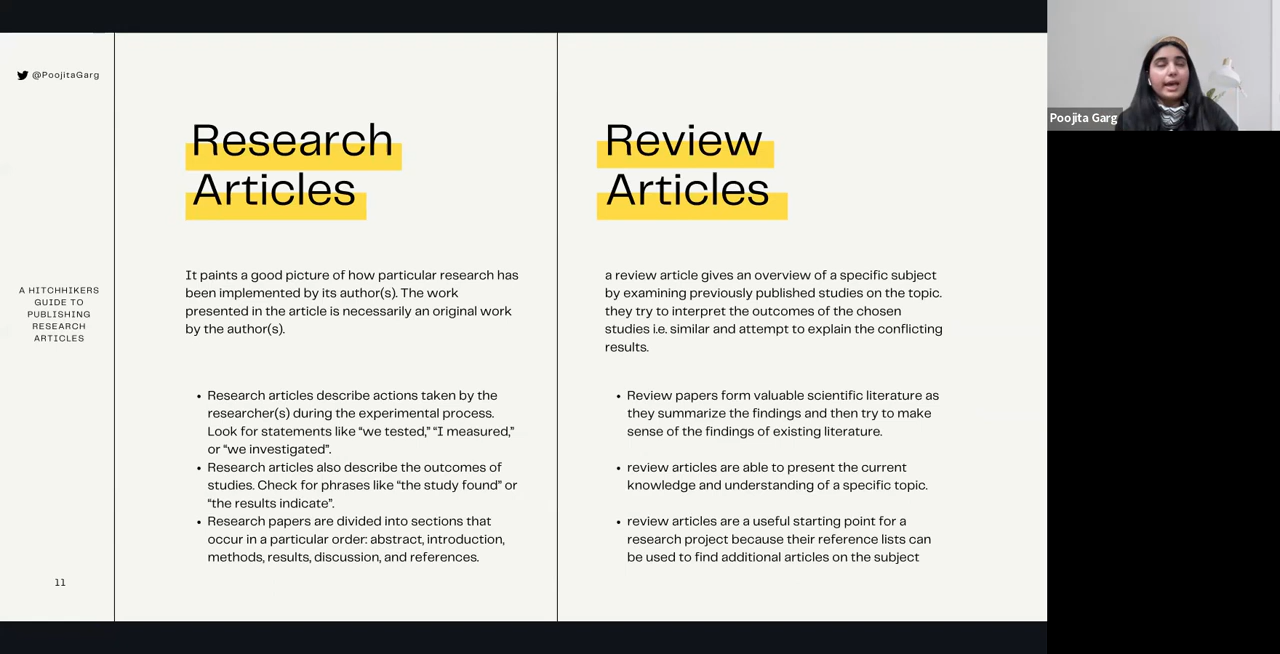 @PoojitaGarg
A HITCHHIKERS
GUIDE TO
PUBLISHING
RESEARCH
ARTICLES
11
Research
Articles
It paints a good picture of how particular research has
been implemented by its author(s). The work
presented in the article is necessarily an original work
by the author(s).
• Research articles describe actions taken by the
researcher(s) during the experimental process.
Look for statements like “we tested,” “I measured,”
or “we investigated”.
• Research articles also describe the outcomes of
studies. Check for phrases like “the study found” or
“the results indicate”.
• Research papers are divided into sections that
occur in a particular order: abstract, introduction,
methods, results, discussion, and references.
Review
Articles
a review article gives an overview of a specific subject
by examining previously published studies on the topic.
they try to interpret the outcomes of the chosen
studies i.e. similar and attempt to explain the conflicting
results.
• Review papers form valuable scientific literature as
they summarize the findings and then try to make
sense of the findings of existing literature.
• review articles are able to present the current
knowledge and understanding of a specific topic.
• review articles are a useful starting point for a
research project because their reference lists can
be used to find additional articles on the subject
Poojita Garg